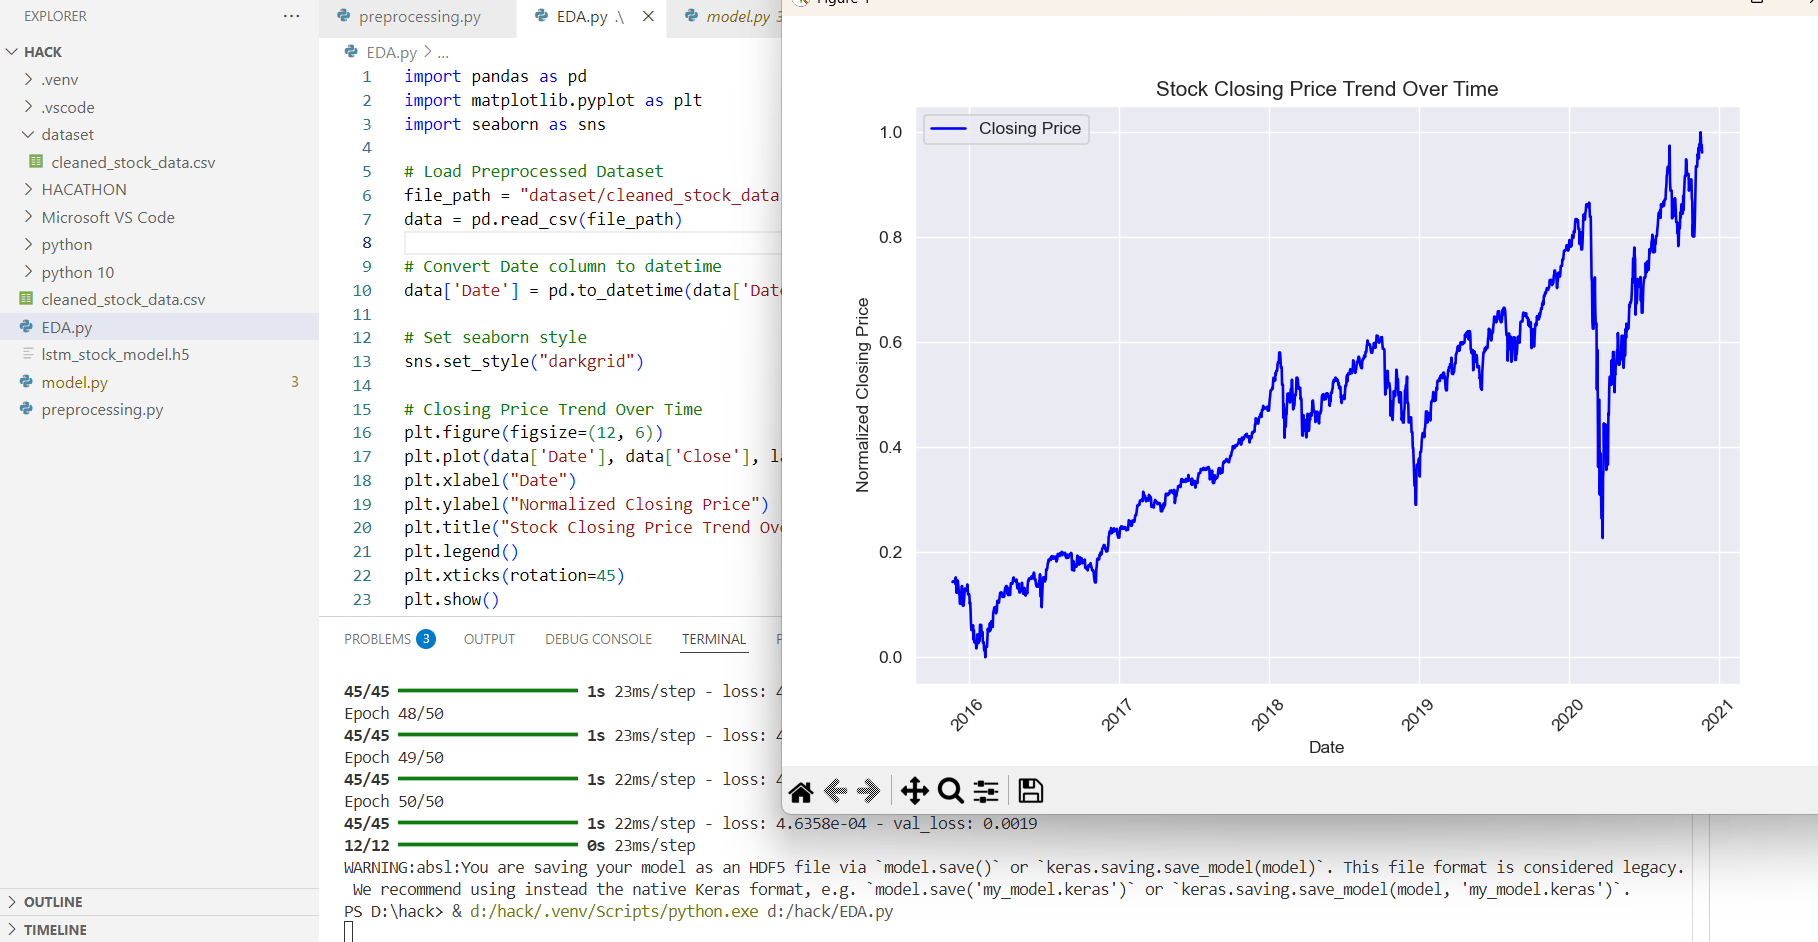 EXPLORER
HACK
.venv
.vscode
dataset
cleaned_stock_data.csv
HACATHON
Microsoft VS Code
python
python 10
cleaned_stock_data.csv
EDA.py
lstm_stock_model.h5
model.py 3
preprocessing.py
OUTLINE
TIMELINE
preprocessing.py
EDA.py .\
model.py 3
EDA.py > ...
1 import pandas as pd
2 import matplotlib.pyplot as plt
3 import seaborn as sns
4
5 # Load Preprocessed Dataset
6 file_path = "dataset/cleaned_stock_data
7 data = pd.read_csv(file_path)
8
9 # Convert Date column to datetime
10 data['Date'] = pd.to_datetime(data['Dat
11
12 # Set seaborn style
13 sns.set_style("darkgrid")
14
15 # Closing Price Trend Over Time
16 plt.figure(figsize=(12, 6))
17 plt.plot(data['Date'], data['Close'], la
18 plt.xlabel("Date")
19 plt.ylabel("Normalized Closing Price")
20 plt.title("Stock Closing Price Trend Ov
21 plt.legend()
22 plt.xticks(rotation=45)
23 plt.show()
PROBLEMS 3 OUTPUT DEBUG CONSOLE TERMINAL P
45/45 1s 23ms/step - loss: 4
Epoch 48/50
45/45 1s 23ms/step - loss: 4
Epoch 49/50
45/45 1s 22ms/step - loss: 4
Epoch 50/50
45/45 1s 22ms/step - loss: 4.6358e-04 - val_loss: 0.0019
12/12 0s 23ms/step
WARNING:absl:You are saving your model as an HDF5 file via `model.save()` or `keras.saving.save_model(model)`. This file format is considered legacy.
We recommend using instead the native Keras format, e.g. `model.save('my_model.keras')` or `keras.saving.save_model(model, 'my_model.keras')`.
PS D:\hack> & d:/hack/.venv/Scripts/python.exe d:/hack/EDA.py
Figure 1
Stock Closing Price Trend Over Time
Closing Price
Normalized Closing Price
1.0
0.8
0.6
0.4
0.2
0.0
2016
2017
2018
2019
2020
2021
Date